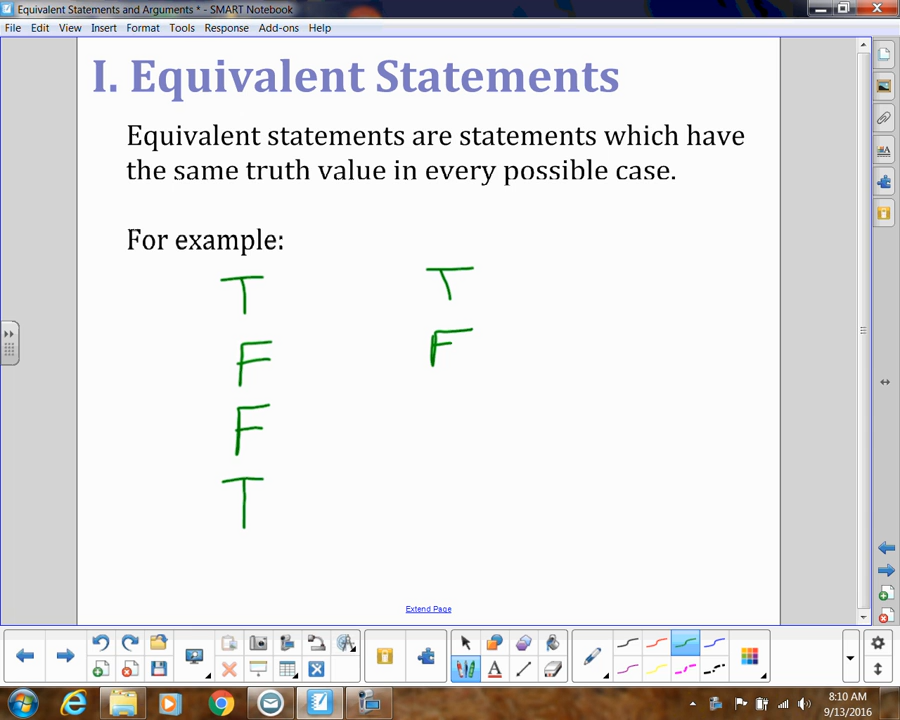 Equivalent Statements and Arguments * - SMART Notebook
File Edit View Insert Format Tools Response Add-ons Help
I. Equivalent Statements
Equivalent statements are statements which have
the same truth value in every possible case.
For example:
T T
F F
F
T
Extend Page
8:10 AM
9/13/2016